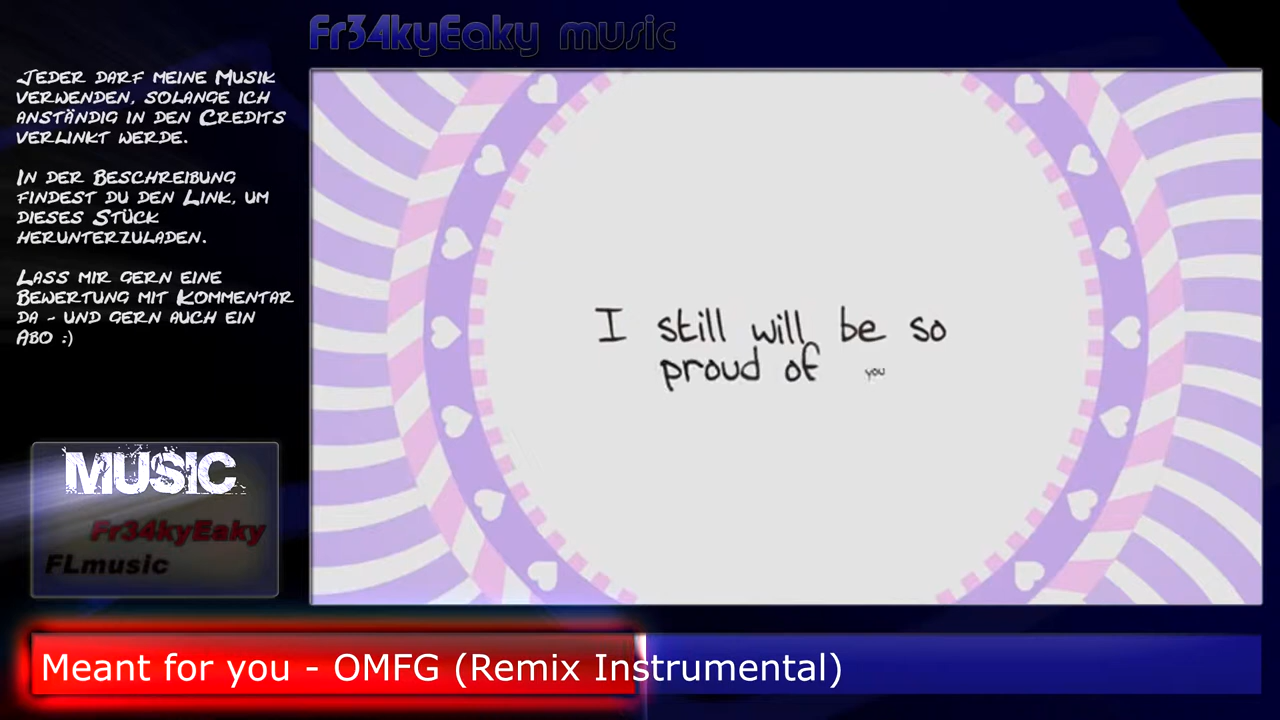 Fr34kyEaky music
Jeder darf meine Musik
verwenden, solange ich
anständig in den Credits
verlinkt werde.
In der Beschreibung
findest du den Link, um
dieses Stück
herunterzuladen.
Lass mir gern eine
Bewertung mit Kommentar
da - und gern auch ein
Abo :)
I still will be so
proud of you
MUSIC
Fr34kyEaky
FLmusic
Meant for you - OMFG (Remix Instrumental)